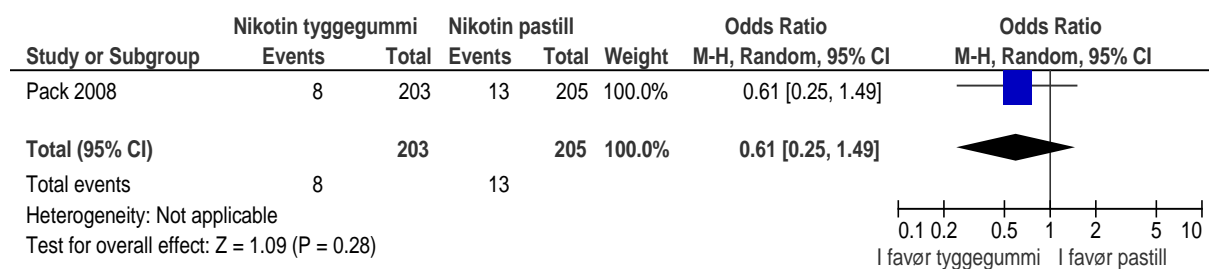 Nikotin tyggegummi Nikotin pastill Odds Ratio Odds Ratio
Study or Subgroup Events Total Events Total Weight M-H, Random, 95% CI M-H, Random, 95% CI
Pack 2008 8 203 13 205 100.0% 0.61 [0.25, 1.49]
Total (95% CI) 203 205 100.0% 0.61 [0.25, 1.49]
Total events 8 13
Heterogeneity: Not applicable
Test for overall effect: Z = 1.09 (P = 0.28)
0.1 0.2 0.5 1 2 5 10
I favør tyggegummi I favør pastill